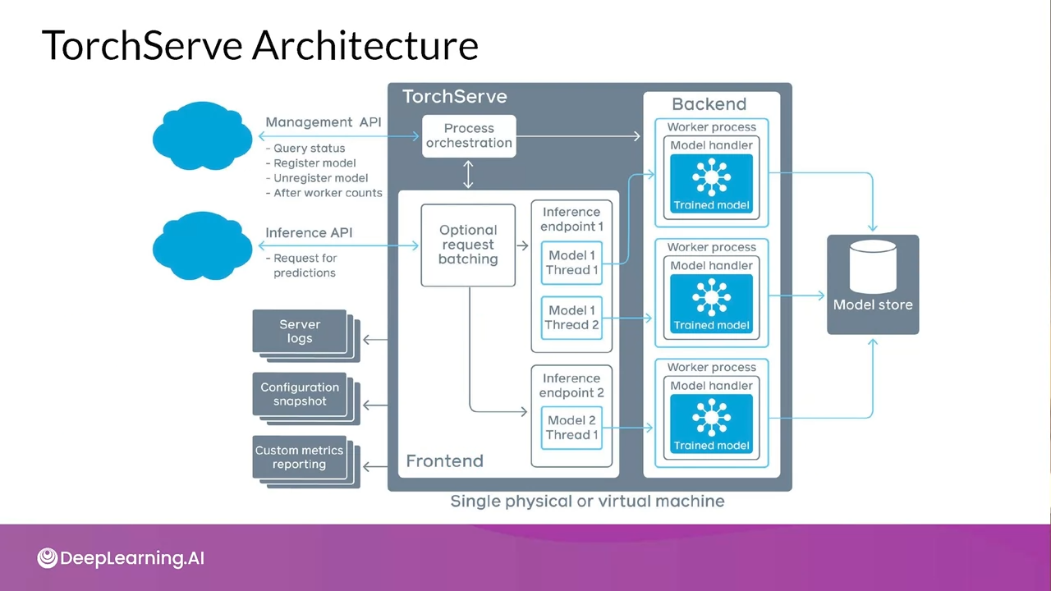 TorchServe Architecture
TorchServe
Management API
- Query status
- Register model
- Unregister model
- After worker counts
Inference API
- Request for
predictions
Process
orchestration
Optional
request
batching
Inference
endpoint 1
Model 1
Thread 1
Model 1
Thread 2
Inference
endpoint 2
Model 2
Thread 1
Frontend
Backend
Worker process
Model handler
Trained model
Worker process
Model handler
Trained model
Worker process
Model handler
Trained model
Model store
Server
logs
Configuration
snapshot
Custom metrics
reporting
Single physical or virtual machine
DeepLearning.AI